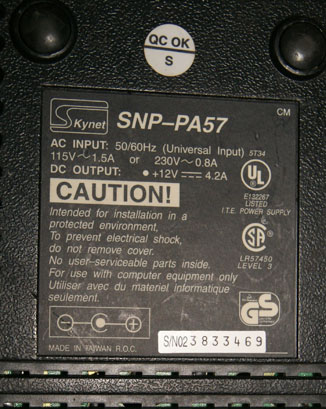 QC OK
S
Skynet
SNP-PA57
CM
AC INPUT: 50/60Hz (Universal Input) ST34
115V~1.5A or 230V~0.8A
DC OUTPUT: ●+12V⎓4.2A
CAUTION!
Intended for installation in a
protected environment,
To prevent electrical shock,
do not remove cover.
No user-serviceable parts inside.
For use with computer equipment only
Utiliser avec du materiel informatique
seulement.
UL
E132267
LISTED
I.T.E. POWER SUPPLY
SA
LR57450
LEVEL 3
GS
MADE IN TAIWAN R.O.C.
S/N023833469